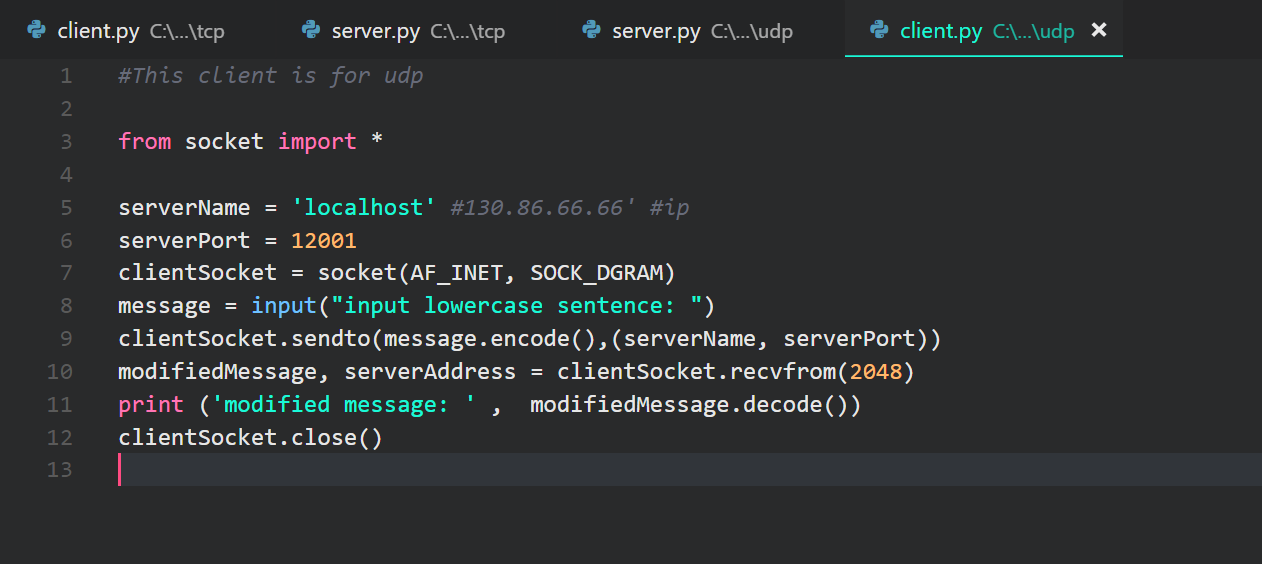 client.py C:\...\tcp server.py C:\...\tcp server.py C:\...\udp client.py C:\...\udp
1 #This client is for udp
2
3 from socket import *
4
5 serverName = 'localhost' #130.86.66.66' #ip
6 serverPort = 12001
7 clientSocket = socket(AF_INET, SOCK_DGRAM)
8 message = input("input lowercase sentence: ")
9 clientSocket.sendto(message.encode(),(serverName, serverPort))
10 modifiedMessage, serverAddress = clientSocket.recvfrom(2048)
11 print ('modified message: ' ,  modifiedMessage.decode())
12 clientSocket.close()
13